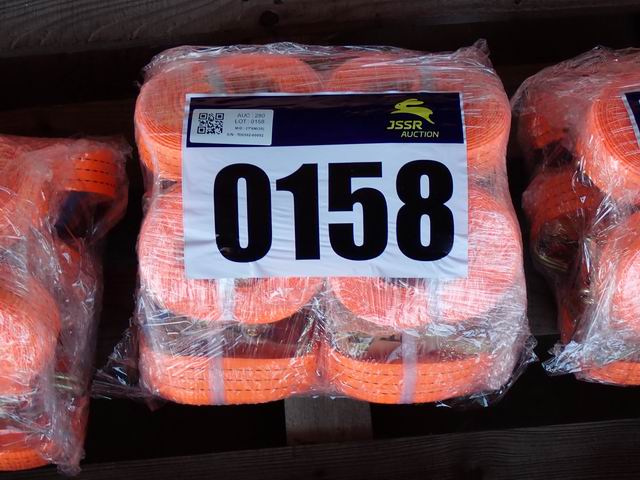 AUC : 280
LOT : 0158
JSSR
AUCTION
0158